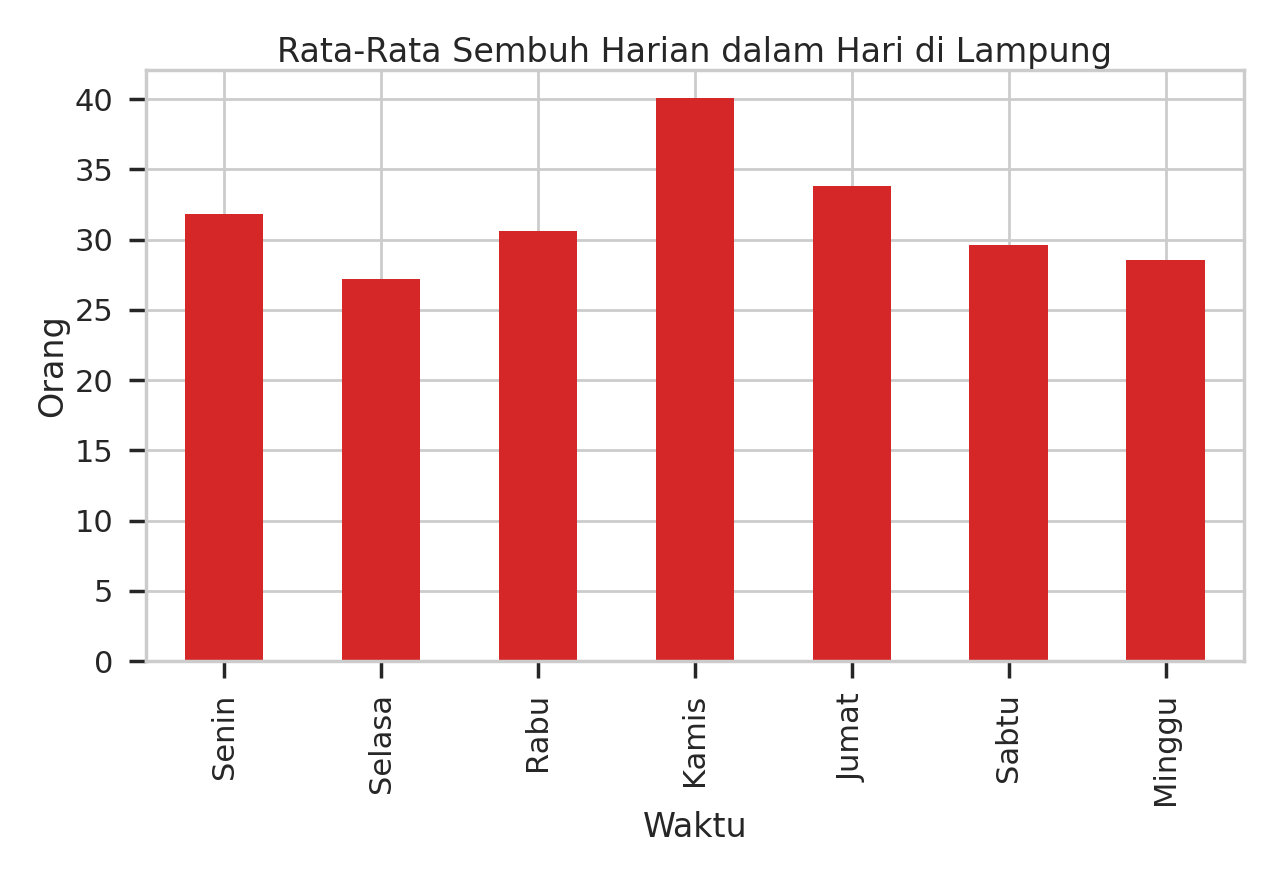 Rata-Rata Sembuh Harian dalam Hari di Lampung
Orang
40
35
30
25
20
15
10
5
0
Senin
Selasa
Rabu
Kamis
Jumat
Sabtu
Minggu
Waktu